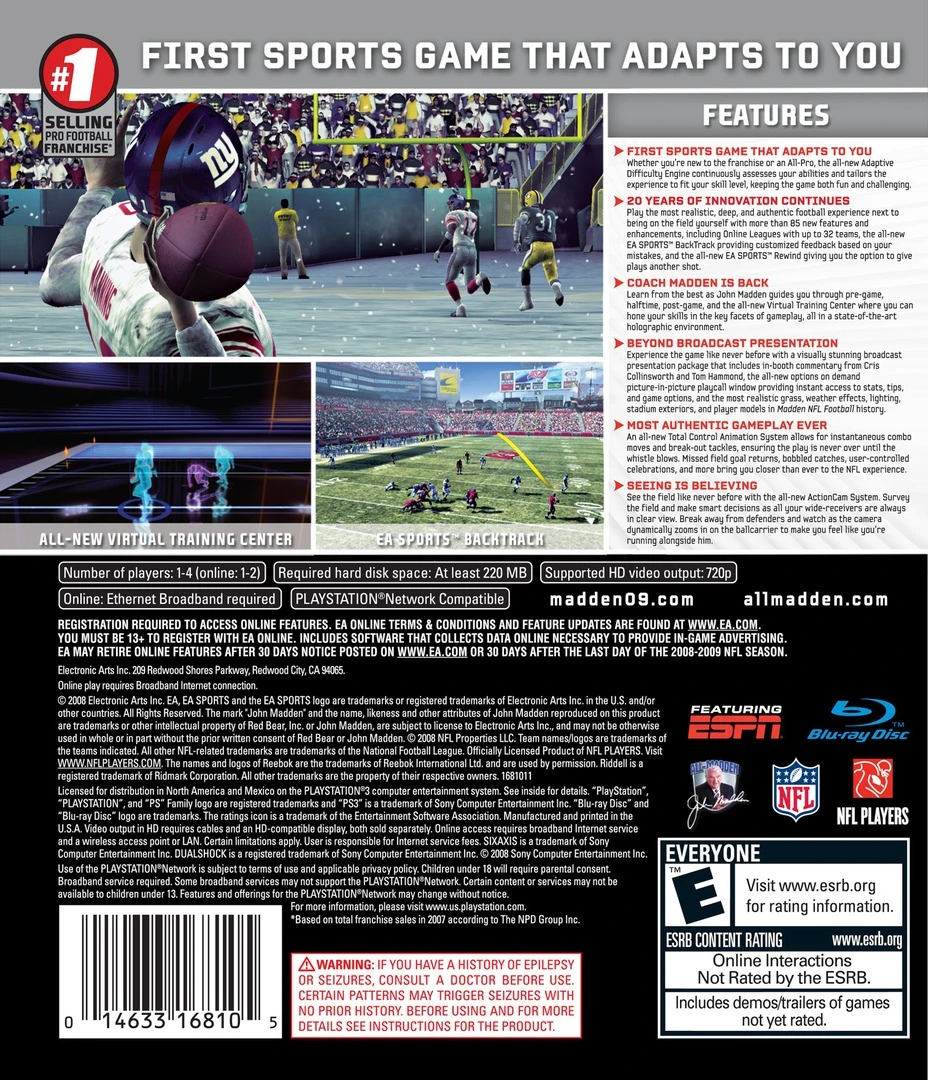 FIRST SPORTS GAME THAT ADAPTS TO YOU
#1
SELLING
PRO FOOTBALL
FRANCHISE*
ny
MANNING
17
31
FEATURES
FIRST SPORTS GAME THAT ADAPTS TO YOU
Whether you're new to the franchise or an All-Pro, the all-new Adaptive
Difficulty Engine continuously assesses your abilities and tailors the
experience to fit your skill level, keeping the game both fun and challenging.
20 YEARS OF INNOVATION CONTINUES
Play the most realistic, deep, and authentic football experience next to
being on the field yourself with more than 85 new features and
enhancements, including Online Leagues with up to 32 teams, the all-new
EA SPORTS™ BackTrack providing customized feedback based on your
mistakes, and the all-new EA SPORTS™ Rewind giving you the option to give
plays another shot.
COACH MADDEN IS BACK
Learn from the best as John Madden guides you through pre-game,
halftime, post-game, and the all-new Virtual Training Center where you can
hone your skills in the key facets of gameplay, all in a state-of-the-art
holographic environment.
BEYOND BROADCAST PRESENTATION
Experience the game like never before with a visually stunning broadcast
presentation package that includes in-booth commentary from Cris
Collinsworth and Tom Hammond, the all-new options on demand
picture-in-picture playcall window providing instant access to stats, tips,
and game options, and the most realistic grass, weather effects, lighting,
stadium exteriors, and player models in Madden NFL Football history.
MOST AUTHENTIC GAMEPLAY EVER
An all-new Total Control Animation System allows for instantaneous combo
moves and break-out tackles, ensuring the play is never over until the
whistle blows. Missed field goal returns, bobbled catches, user-controlled
celebrations, and more bring you closer than ever to the NFL experience.
SEEING IS BELIEVING
See the field like never before with the all-new ActionCam System. Survey
the field and make smart decisions as all your wide-receivers are always
in clear view. Break away from defenders and watch as the camera
dynamically zooms in on the ballcarrier to make you feel like you're
running alongside him.
ALL-NEW VIRTUAL TRAINING CENTER
EA SPORTS™ BACKTRACK
Number of players: 1-4 (online: 1-2)
Required hard disk space: At least 220 MB
Supported HD video output: 720p
Online: Ethernet Broadband required
PLAYSTATION®Network Compatible
madden09.com
allmadden.com
REGISTRATION REQUIRED TO ACCESS ONLINE FEATURES. EA ONLINE TERMS & CONDITIONS AND FEATURE UPDATES ARE FOUND AT WWW.EA.COM.
YOU MUST BE 13+ TO REGISTER WITH EA ONLINE. INCLUDES SOFTWARE THAT COLLECTS DATA ONLINE NECESSARY TO PROVIDE IN-GAME ADVERTISING.
EA MAY RETIRE ONLINE FEATURES AFTER 30 DAYS NOTICE POSTED ON WWW.EA.COM OR 30 DAYS AFTER THE LAST DAY OF THE 2008-2009 NFL SEASON.
Electronic Arts Inc. 209 Redwood Shores Parkway, Redwood City, CA 94065.
Online play requires Broadband Internet connection.
© 2008 Electronic Arts Inc. EA, EA SPORTS and the EA SPORTS logo are trademarks or registered trademarks of Electronic Arts Inc. in the U.S. and/or
other countries. All Rights Reserved. The mark "John Madden" and the name, likeness and other attributes of John Madden reproduced on this product
are trademarks or other intellectual property of Red Bear, Inc. or John Madden, are subject to license to Electronic Arts Inc., and may not be otherwise
used in whole or in part without the prior written consent of Red Bear or John Madden. © 2008 NFL Properties LLC. Team names/logos are trademarks of
the teams indicated. All other NFL-related trademarks are trademarks of the National Football League. Officially Licensed Product of NFL PLAYERS. Visit
WWW.NFLPLAYERS.COM. The names and logos of Reebok are the trademarks of Reebok International Ltd. and are used by permission. Riddell is a
registered trademark of Ridmark Corporation. All other trademarks are the property of their respective owners. 1681011
Licensed for distribution in North America and Mexico on the PLAYSTATION®3 computer entertainment system. See inside for details. “PlayStation”,
“PLAYSTATION”, and “PS” Family logo are registered trademarks and “PS3” is a trademark of Sony Computer Entertainment Inc. “Blu-ray Disc” and
“Blu-ray Disc” logo are trademarks. The ratings icon is a trademark of the Entertainment Software Association. Manufactured and printed in the
U.S.A. Video output in HD requires cables and an HD-compatible display, both sold separately. Online access requires broadband Internet service
and a wireless access point or LAN. Certain limitations apply. User is responsible for Internet service fees. SIXAXIS is a trademark of Sony
Computer Entertainment Inc. DUALSHOCK is a registered trademark of Sony Computer Entertainment Inc. © 2008 Sony Computer Entertainment Inc.
Use of the PLAYSTATION®Network is subject to terms of use and applicable privacy policy. Children under 18 will require parental consent.
Broadband service required. Some broadband services may not support the PLAYSTATION®Network. Certain content or services may not be
available to children under 13. Features and offerings for the PLAYSTATION®Network may change without notice.
For more information, please visit www.us.playstation.com.
*Based on total franchise sales in 2007 according to The NPD Group Inc.
FEATURING
ESPN
Blu-ray Disc™
ALL-MADDEN
John Madden
NFL
NFL PLAYERS
EVERYONE
E™
Visit www.esrb.org
for rating information.
ESRB CONTENT RATING www.esrb.org
Online Interactions
Not Rated by the ESRB.
Includes demos/trailers of games
not yet rated.
0 14633 16810 5
WARNING: IF YOU HAVE A HISTORY OF EPILEPSY
OR SEIZURES, CONSULT A DOCTOR BEFORE USE.
CERTAIN PATTERNS MAY TRIGGER SEIZURES WITH
NO PRIOR HISTORY. BEFORE USING AND FOR MORE
DETAILS SEE INSTRUCTIONS FOR THE PRODUCT.